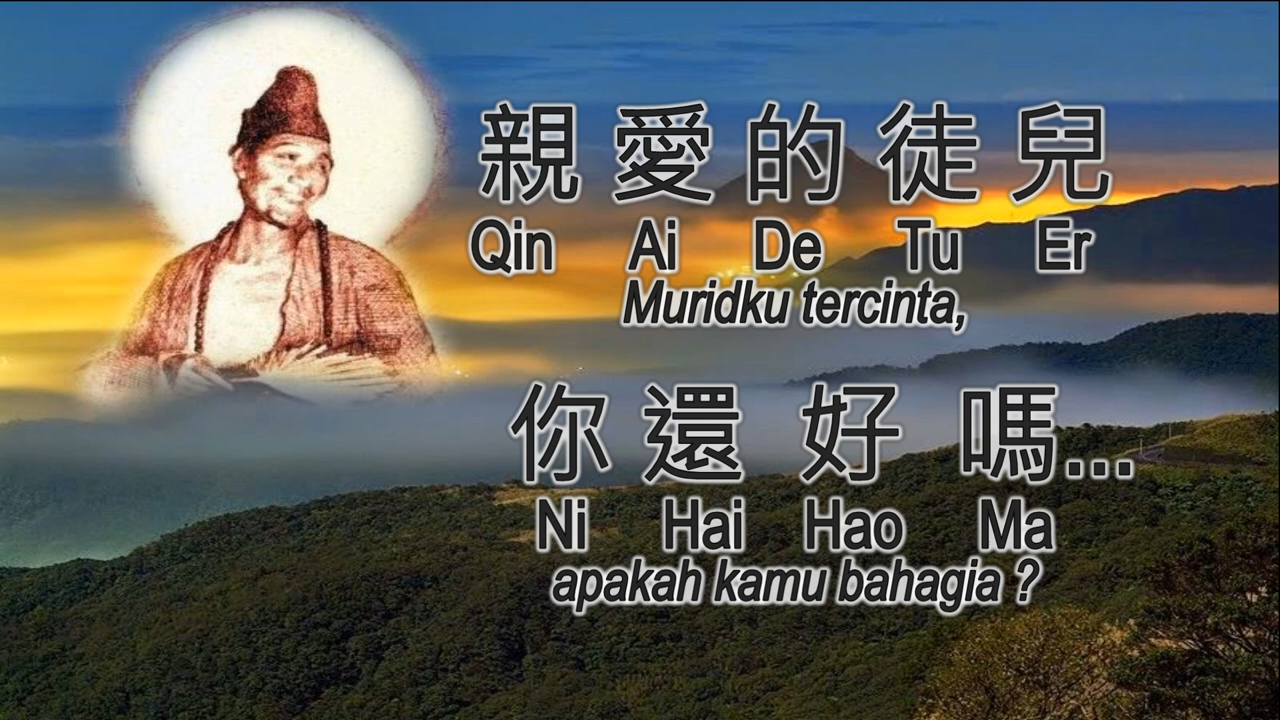 親愛的徒兒
Qin Ai De Tu Er
Muridku tercinta,
你還好嗎...
Ni Hai Hao Ma
apakah kamu bahagia ?